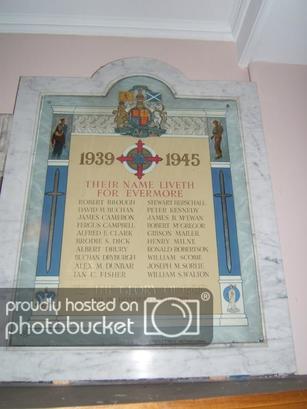 1939 1945
THEIR NAME LIVETH
FOR EVERMORE
ROBERT BROUGH STEWART HERSCHALL
DAVID M. BUCHAN PETER KENNEDY
JAMES CAMERON JAMES B. McEWAN
FERGUS CAMPBELL ROBERT McGREGOR
ALFRED E. CLARK GIBSON MAILER
BRODIE S. DICK HENRY MILNE
ALBERT DRURY RONALD ROBERTSON
BUCHAN DRYBURGH WILLIAM SCOBIE
ALEX. M. DUNBAR JOSEPH M. SORLIE
IAN C. FISHER WILLIAM S. WALTON
proudly hosted on
photobucket